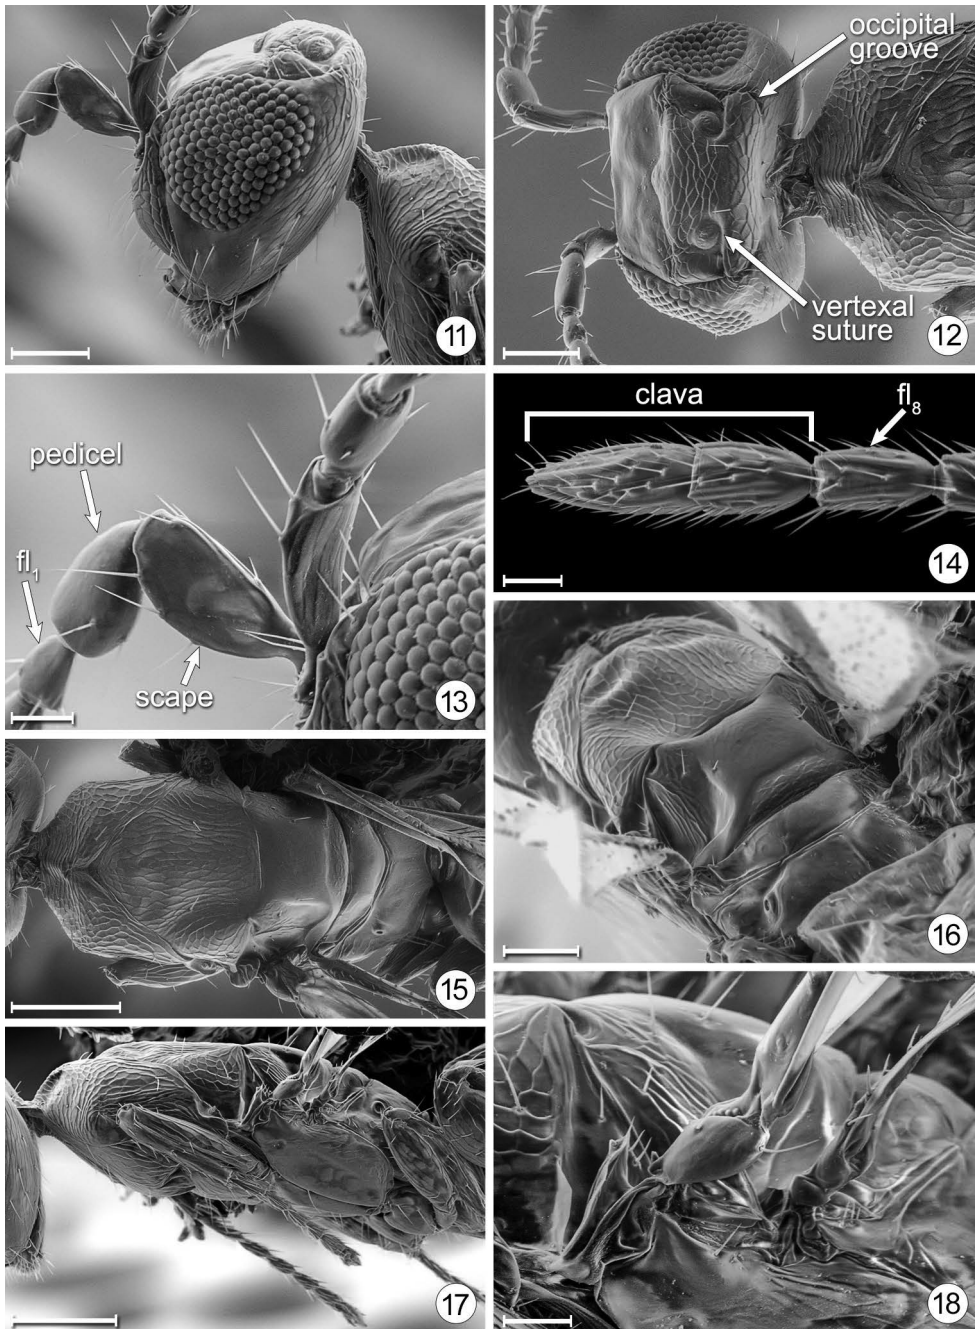 occipital
groove
vertexal
suture
11
12
pedicel
fl1
scape
13
clava
fl8
14
15
16
17
18